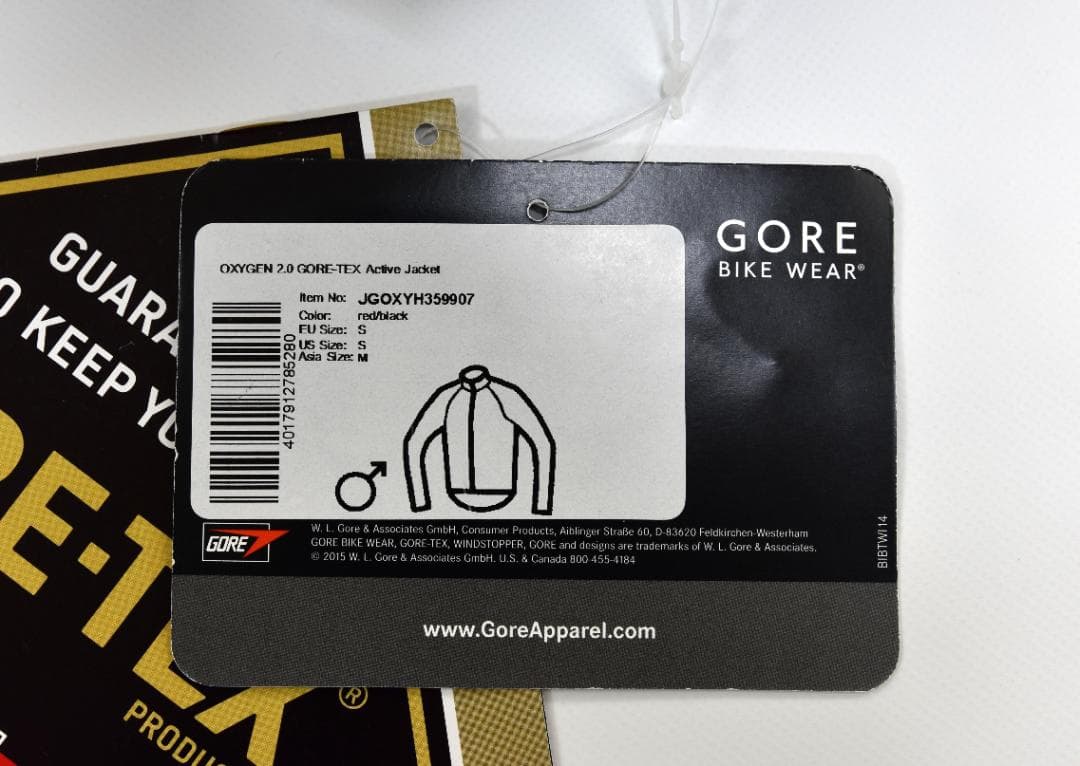 GUARA
O KEEP YO
RE-TEX®
PRODU
GORE
BIKE WEAR®
OXYGEN 2.0 GORE-TEX Active Jacket
Item No: JGOXYH359907
Color: red/black
EU Size: S
US Size: S
Asia Size: M
4017912785280
GORE
W. L. Gore & Associates GmbH, Consumer Products, Aiblinger Straße 60, D-83620 Feldkirchen-Westerham
GORE BIKE WEAR, GORE-TEX, WINDSTOPPER, GORE and designs are trademarks of W. L. Gore & Associates.
© 2015 W. L. Gore & Associates GmbH. U.S. & Canada 800-455-4184
BIBTWI14
www.GoreApparel.com